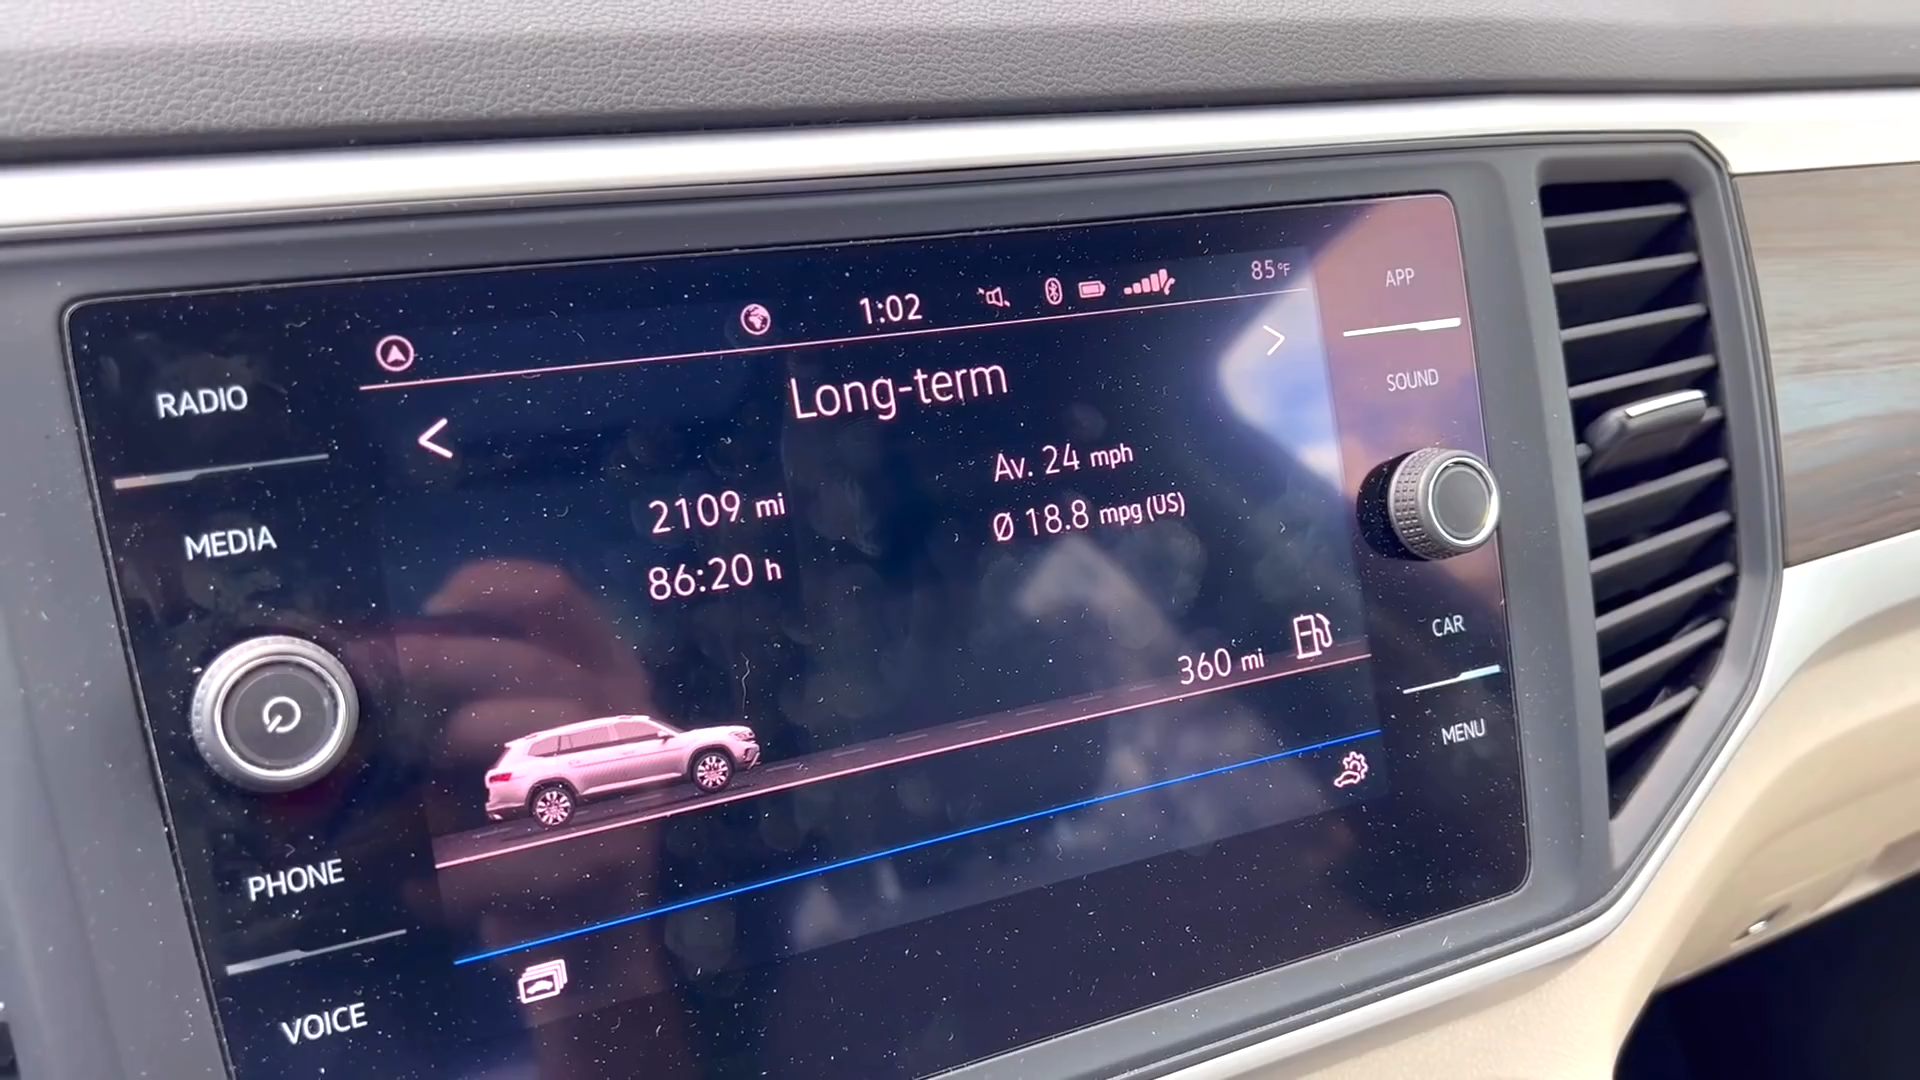 1:02
85°F
Long-term
2109 mi
86:20 h
Av. 24 mph
Ø 18.8 mpg (US)
360 mi
RADIO
MEDIA
PHONE
VOICE
APP
SOUND
CAR
MENU